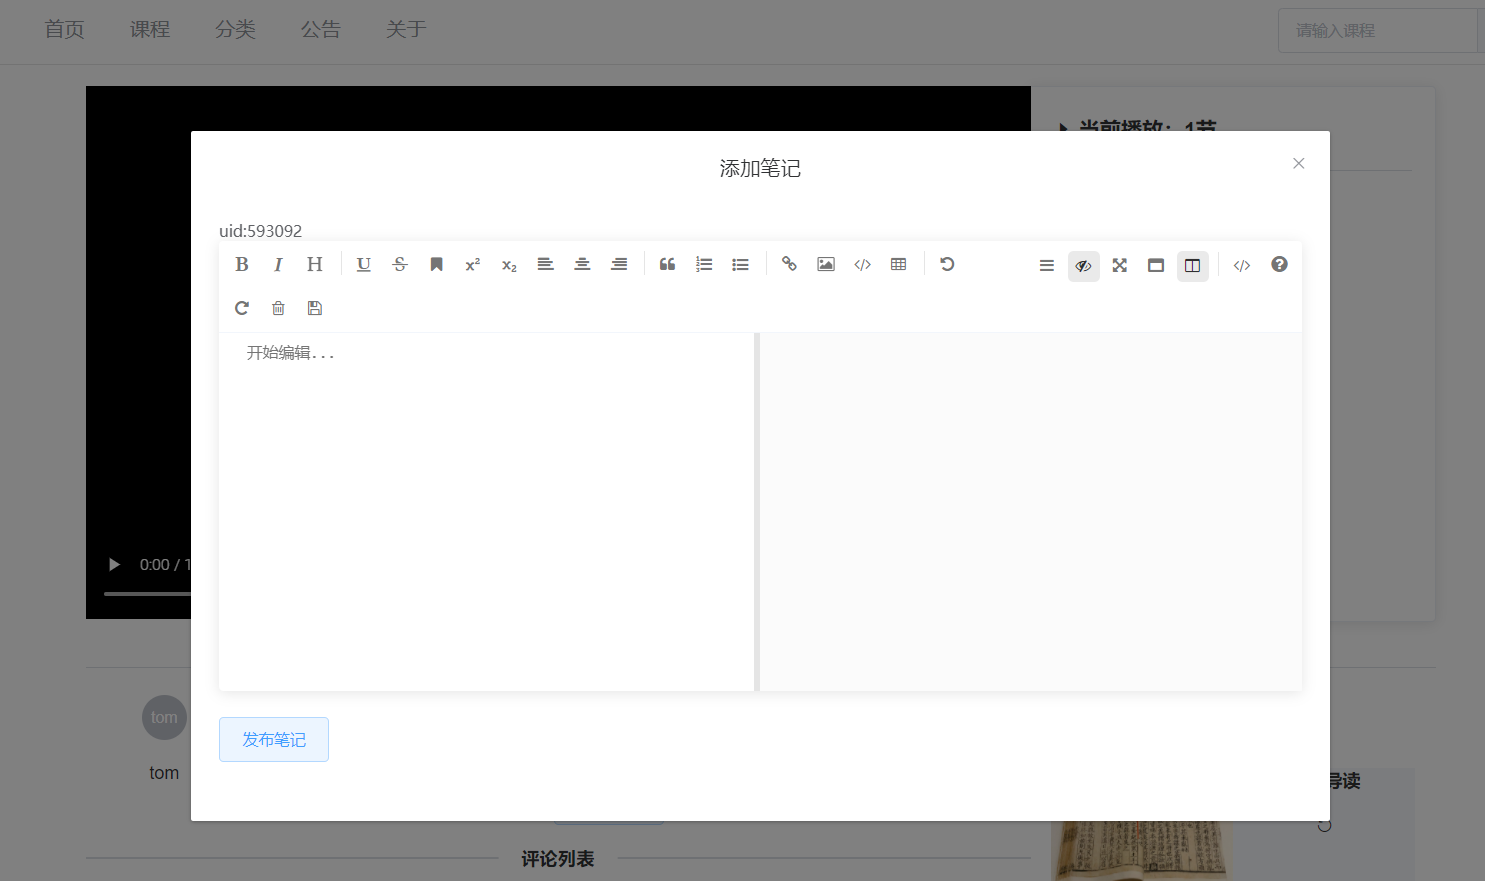 首页 课程 分类 公告 关于 请输入课程
当前播放：1节
添加笔记
uid:593092
开始编辑...
0:00 / 1
tom
发布笔记
tom
导读
评论列表